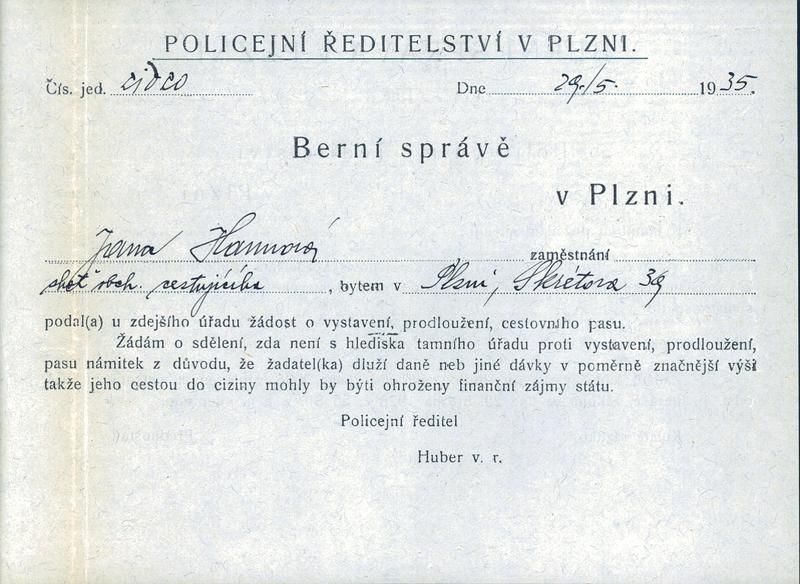 POLICEJNÍ ŘEDITELSTVÍ V PLZNI.
Čís. jed. Dne 29/5. 1935.
Berní správě
v Plzni.
Jana zaměstnání
obch. cestujícího, bytem v Plzni, Škrétova 39
podal(a) u zdejšího úřadu žádost o vystavení, prodloužení, cestovního pasu.
Žádám o sdělení, zda není s hlediska tamního úřadu proti vystavení, prodloužení,
pasu námitek z důvodu, že žadatel(ka) dluží daně neb jiné dávky v poměrně značnější výši
takže jeho cestou do ciziny mohly by býti ohroženy finanční zájmy státu.
Policejní ředitel
Huber v. r.